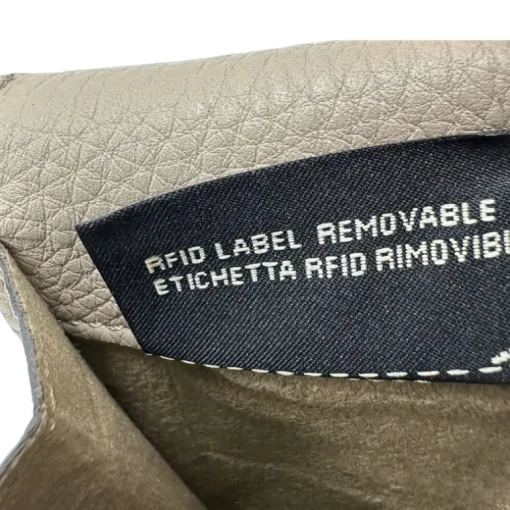 RFID LABEL REMOVABLE
ETICHETTA RFID RIMOVIBI